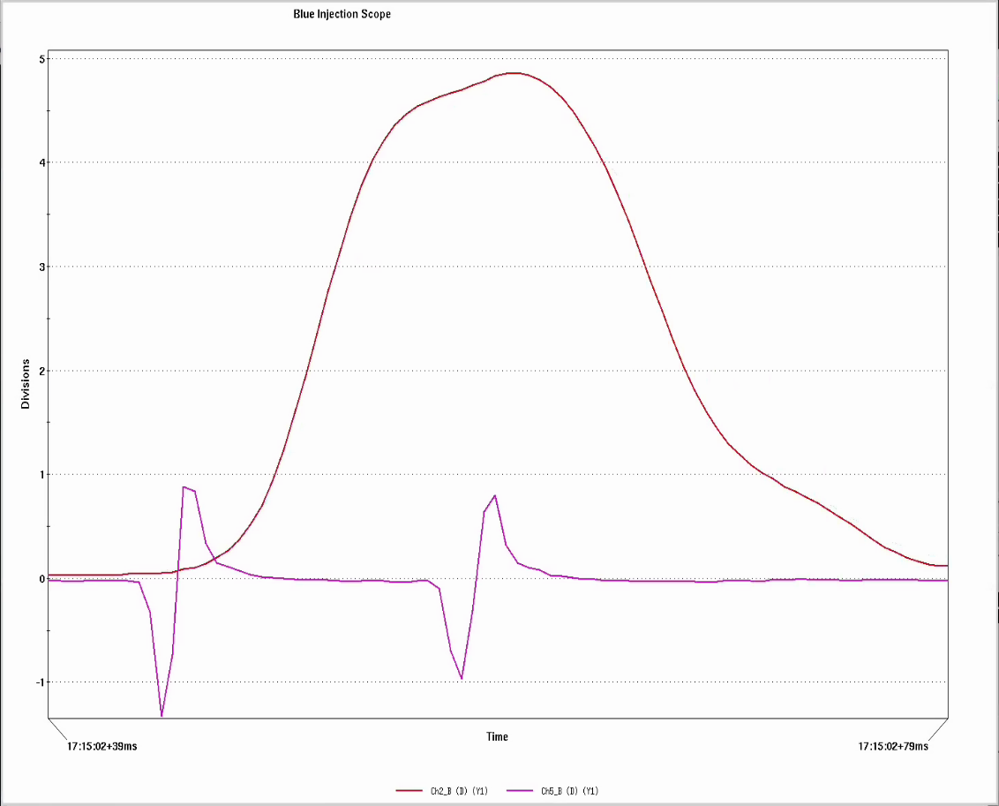 Blue Injection Scope
5
4
3
2
1
0
-1
Divisions
Time
17:15:02+39ms
17:15:02+79ms
Ch2_B (D) (Y1)
Ch5_B (D) (Y1)